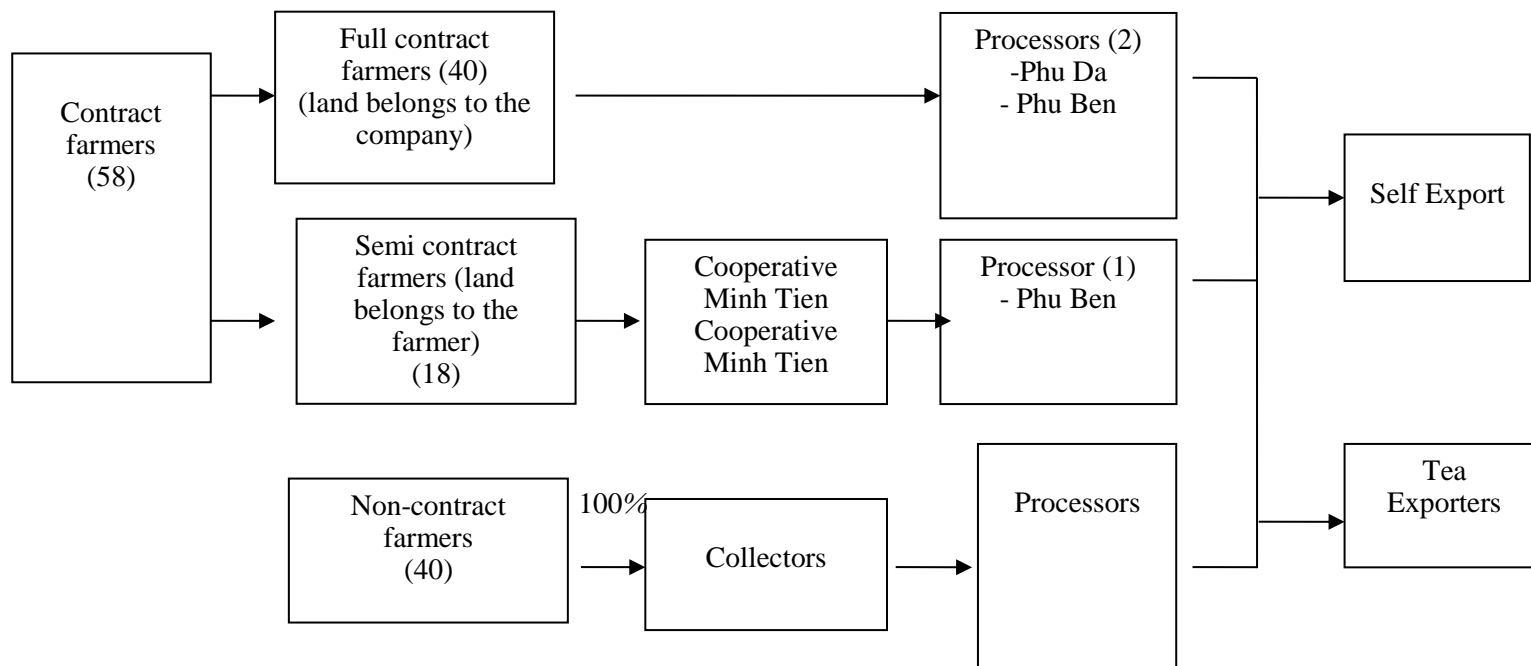 Contract
farmers
(58)
Full contract
farmers (40)
(land belongs to the
company)
Processors (2)
-Phu Da
- Phu Ben
Self Export
Semi contract
farmers (land
belongs to the
farmer)
(18)
Cooperative
Minh Tien
Cooperative
Minh Tien
Processor (1)
- Phu Ben
Non-contract
farmers
(40)
100%
Collectors
Processors
Tea
Exporters